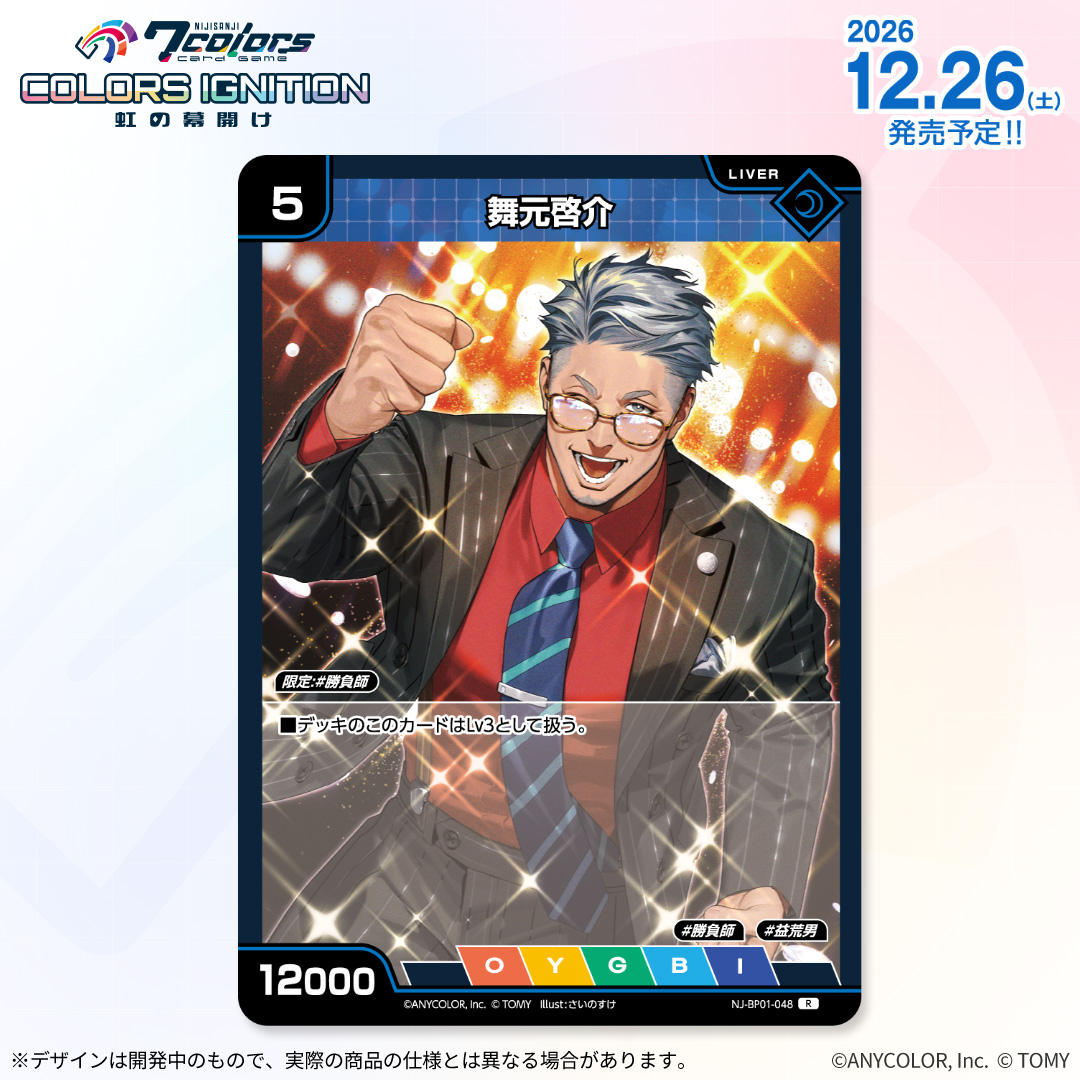 NIJISANJI
7colors
card game
COLORS IGNITION
虹の幕開け
2026
12.26(土)
発売予定!!
5
LIVER
舞元啓介
限定:#勝負師
■デッキのこのカードはLv3として扱う。
#勝負師 #益荒男
12000
O Y G B I
©ANYCOLOR, Inc. © TOMY Illust:さいのすけ
NJ-BP01-048 R
※デザインは開発中のもので、実際の商品の仕様とは異なる場合があります。
©ANYCOLOR, Inc. © TOMY